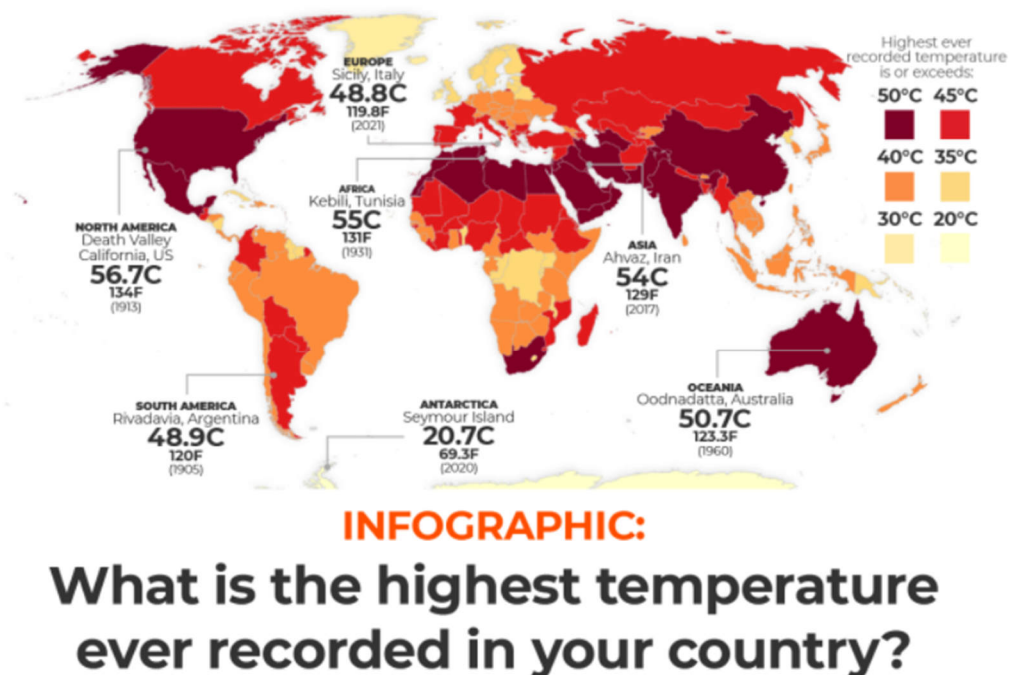 Highest ever
recorded temperature
is or exceeds:
50°C 45°C
40°C 35°C
30°C 20°C
EUROPE
Sicily, Italy
48.8C
119.8F
(2021)
AFRICA
Kebili, Tunisia
55C
131F
(1931)
NORTH AMERICA
Death Valley
California, US
56.7C
134F
(1913)
ASIA
Ahvaz, Iran
54C
129F
(2017)
SOUTH AMERICA
Rivadavia, Argentina
48.9C
120F
(1905)
ANTARCTICA
Seymour Island
20.7C
69.3F
(2020)
OCEANIA
Oodnadatta, Australia
50.7C
123.3F
(1960)
INFOGRAPHIC:
What is the highest temperature
ever recorded in your country?